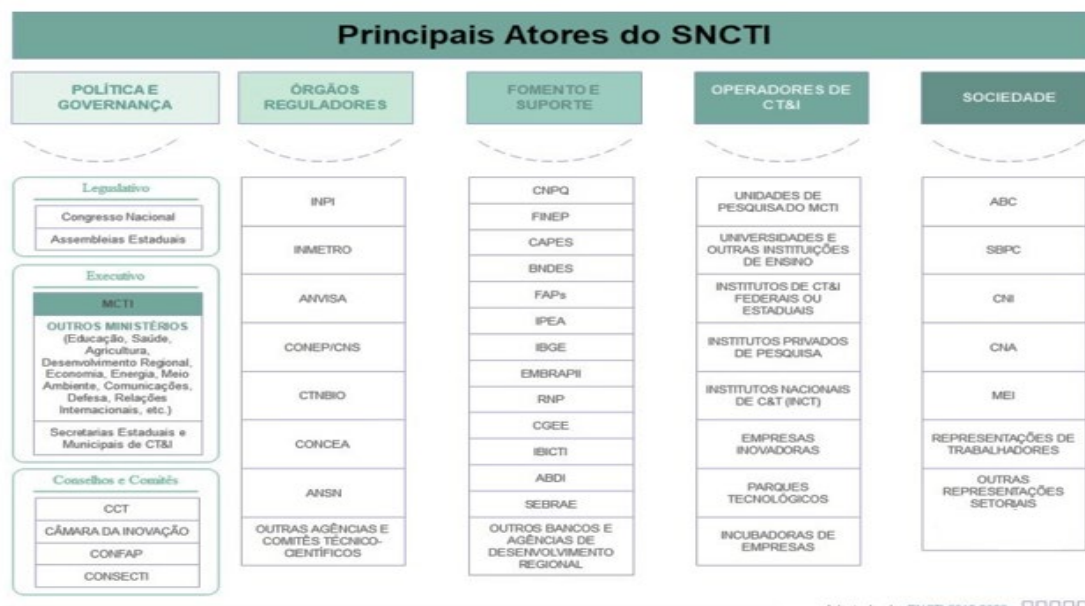 Principais Atores do SNCTI
POLÍTICA E
GOVERNANÇA
Legislativo
Congresso Nacional
Assembleias Estaduais
Executivo
MCTI
OUTROS MINISTÉRIOS
(Educação, Saúde,
Agricultura,
Desenvolvimento Regional,
Economia, Energia, Meio
Ambiente, Comunicações,
Defesa, Relações
Internacionais, etc.)
Secretarias Estaduais e
Municipais de CT&I
Conselhos e Comitês
CCT
CÂMARA DA INOVAÇÃO
CONFAP
CONSECTI
ÓRGÃOS
REGULADORES
INPI
INMETRO
ANVISA
CONEP/CNS
CTNBIO
CONCEA
ANSN
OUTRAS AGÊNCIAS E
COMITÊS TÉCNICO-
CIENTÍFICOS
FOMENTO E
SUPORTE
CNPQ
FINEP
CAPES
BNDES
FAPs
IPEA
IBGE
EMBRAPII
RNP
CGEE
IBICTI
ABDI
SEBRAE
OUTROS BANCOS E
AGÊNCIAS DE
DESENVOLVIMENTO
REGIONAL
OPERADORES DE
CT&I
UNIDADES DE
PESQUISA DO MCTI
UNIVERSIDADES E
OUTRAS INSTITUIÇÕES
DE ENSINO
INSTITUTOS DE CT&I
FEDERAIS OU
ESTADUAIS
INSTITUTOS PRIVADOS
DE PESQUISA
INSTITUTOS NACIONAIS
DE C&T (INCT)
EMPRESAS
INOVADORAS
PARQUES
TECNOLÓGICOS
INCUBADORAS DE
EMPRESAS
SOCIEDADE
ABC
SBPC
CNI
CNA
MEI
REPRESENTAÇÕES DE
TRABALHADORES
OUTRAS
REPRESENTAÇÕES
SETORIAIS